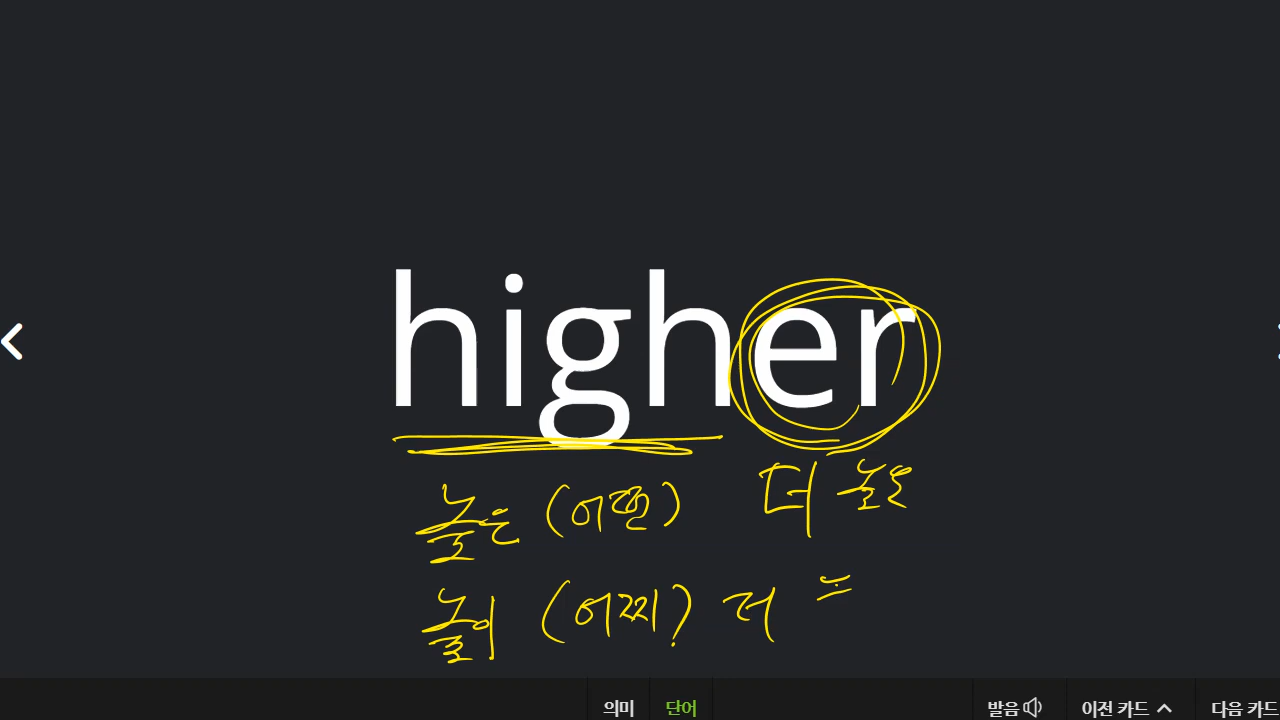 higher
높은 (어떤) 더 높은
높이 (어찌? 더
의미 단어 발음 이전 카드 다음 카드